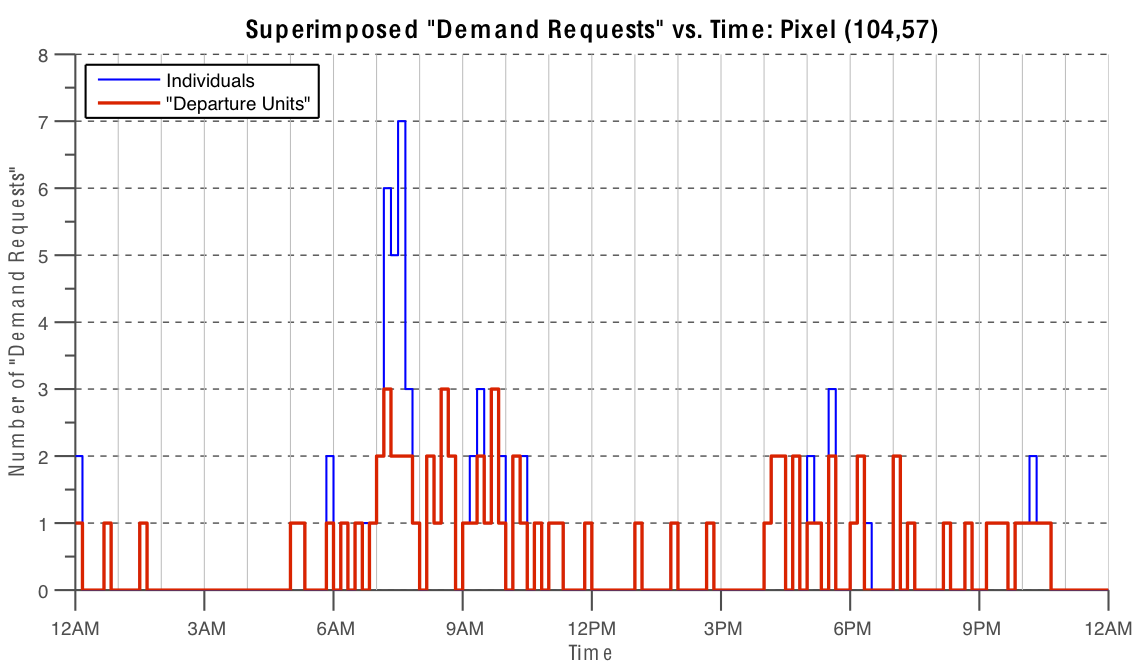 Superimposed "Demand Requests" vs. Time: Pixel (104,57)
Individuals
"Departure Units"
Number of "Demand Requests"
8
7
6
5
4
3
2
1
0
12AM 3AM 6AM 9AM 12PM 3PM 6PM 9PM 12AM
Time